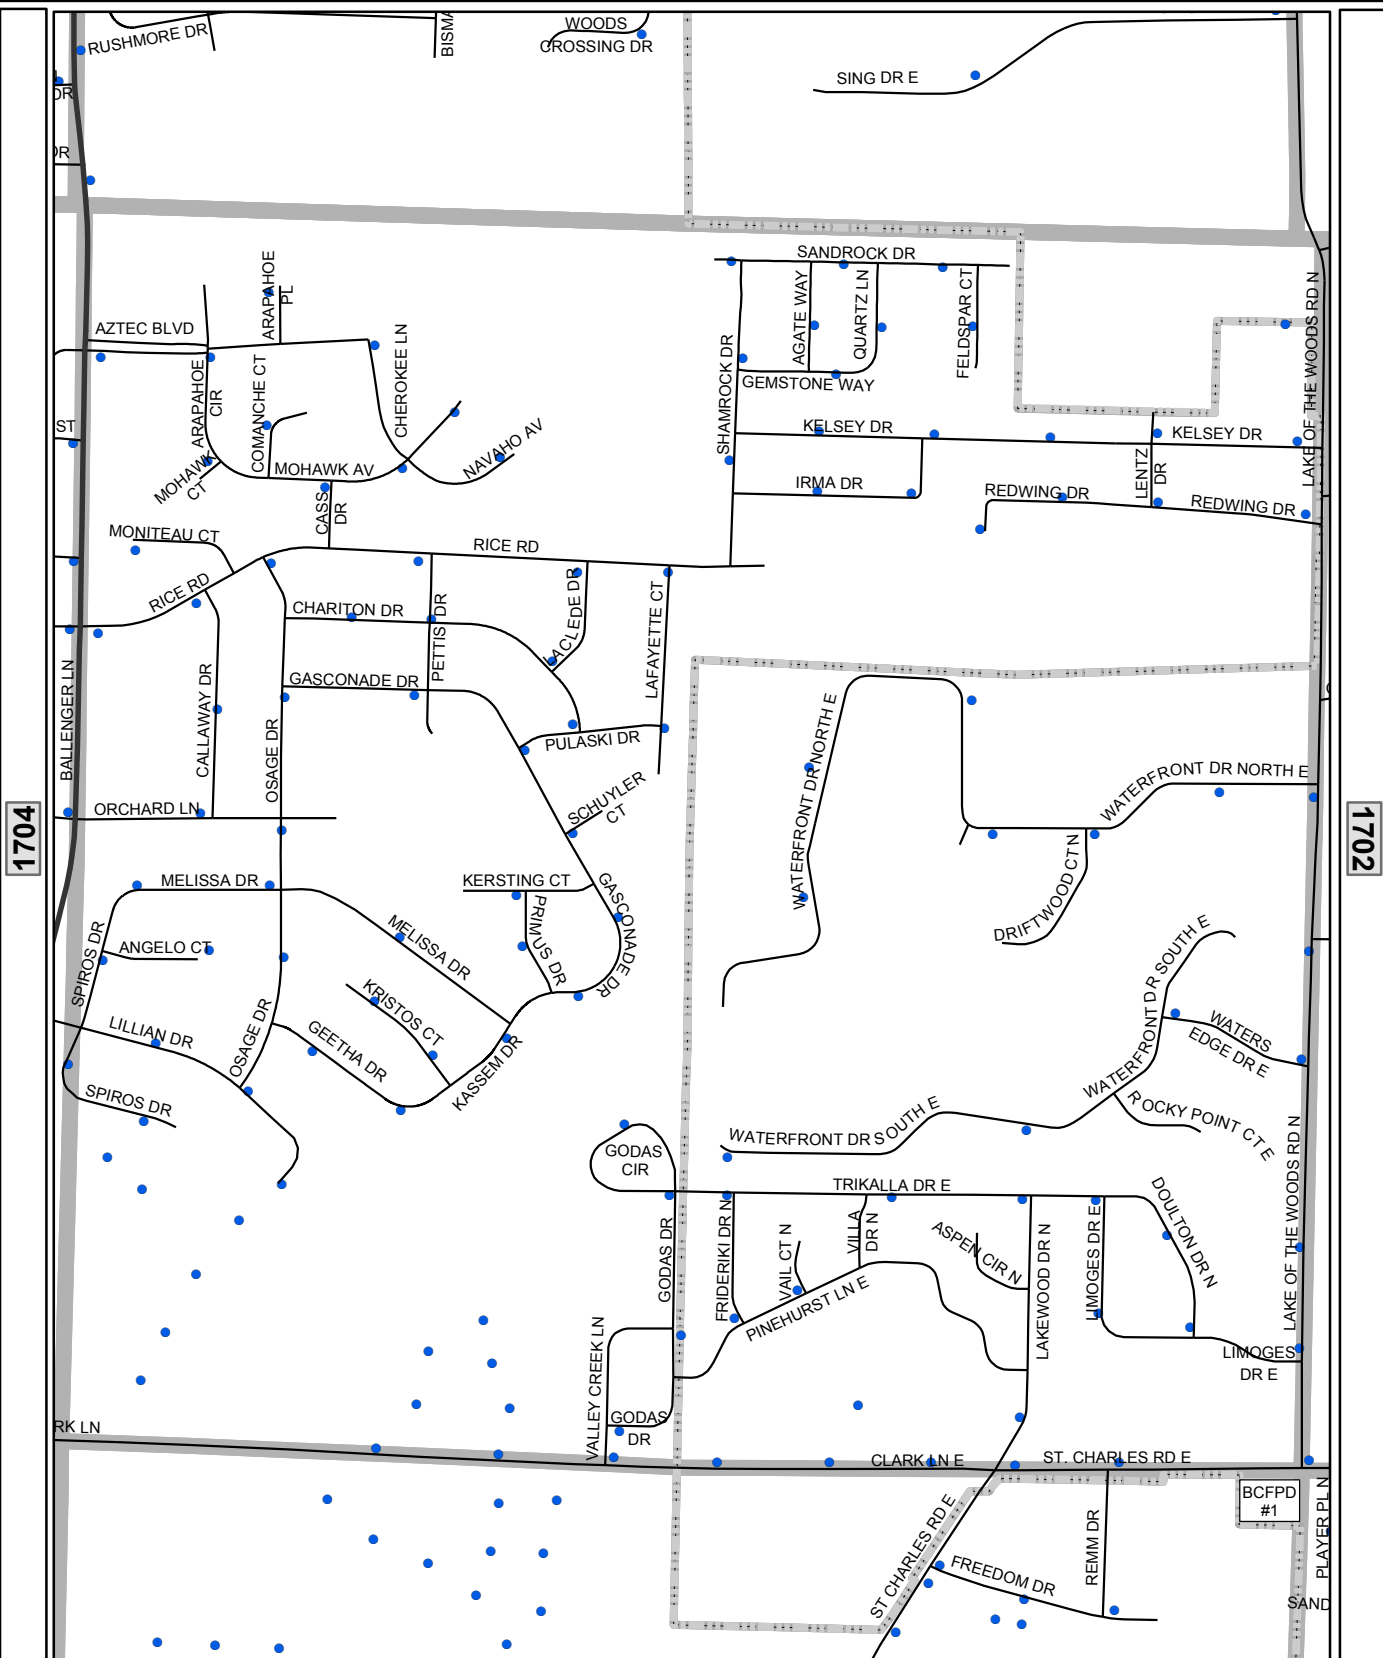 RUSHMORE DR
BISMA
WOODS
CROSSING DR
SING DR E
DR
DR
SANDROCK DR
ARAPAHOE
PL
AZTEC BLVD
ARAPAHOE
CIR
COMANCHE CT
CHEROKEE LN
AGATE WAY
QUARTZ LN
FELDSPAR CT
SHAMROCK DR
GEMSTONE WAY
LAKE OF THE WOODS RD N
ST
MOHAWK
CT
MOHAWK AV
NAVAHO AV
KELSEY DR
KELSEY DR
CASS
DR
IRMA DR
LENTZ
DR
REDWING DR
REDWING DR
MONITEAU CT
RICE RD
RICE RD
CHARITON DR
PETTIS DR
LACLEDE DR
LAFAYETTE CT
BALLENGER LN
CALLAWAY DR
OSAGE DR
GASCONADE DR
PULASKI DR
WATERFRONT DR NORTH E
WATERFRONT DR NORTH E
ORCHARD LN
SCHUYLER
CT
1704
1702
DRIFTWOOD CT N
MELISSA DR
KERSTING CT
GASCONADE DR
PRIMUS DR
MELISSA DR
SPIROS DR
ANGELO CT
KRISTOS CT
LILLIAN DR
OSAGE DR
GEETHA DR
KASSEM DR
SPIROS DR
WATERFRONT DR SOUTH E
WATERS
EDGE DR E
ROCKY POINT CT E
WATERFRONT DR SOUTH E
GODAS
CIR
TRIKALLA DR E
GODAS DR
FRIDERIKI DR N
VAIL CT N
VILLA
DR N
ASPEN CIR N
LAKEWOOD DR N
LIMOGES DR E
DOULTON DR N
LAKE OF THE WOODS RD N
PINEHURST LN E
VALLEY CREEK LN
LIMOGES
DR E
GODAS
DR
RK LN
CLARK LN E
ST. CHARLES RD E
BCFPD
#1
PLAYER PL N
ST CHARLES RD E
FREEDOM DR
REMM DR
SAND